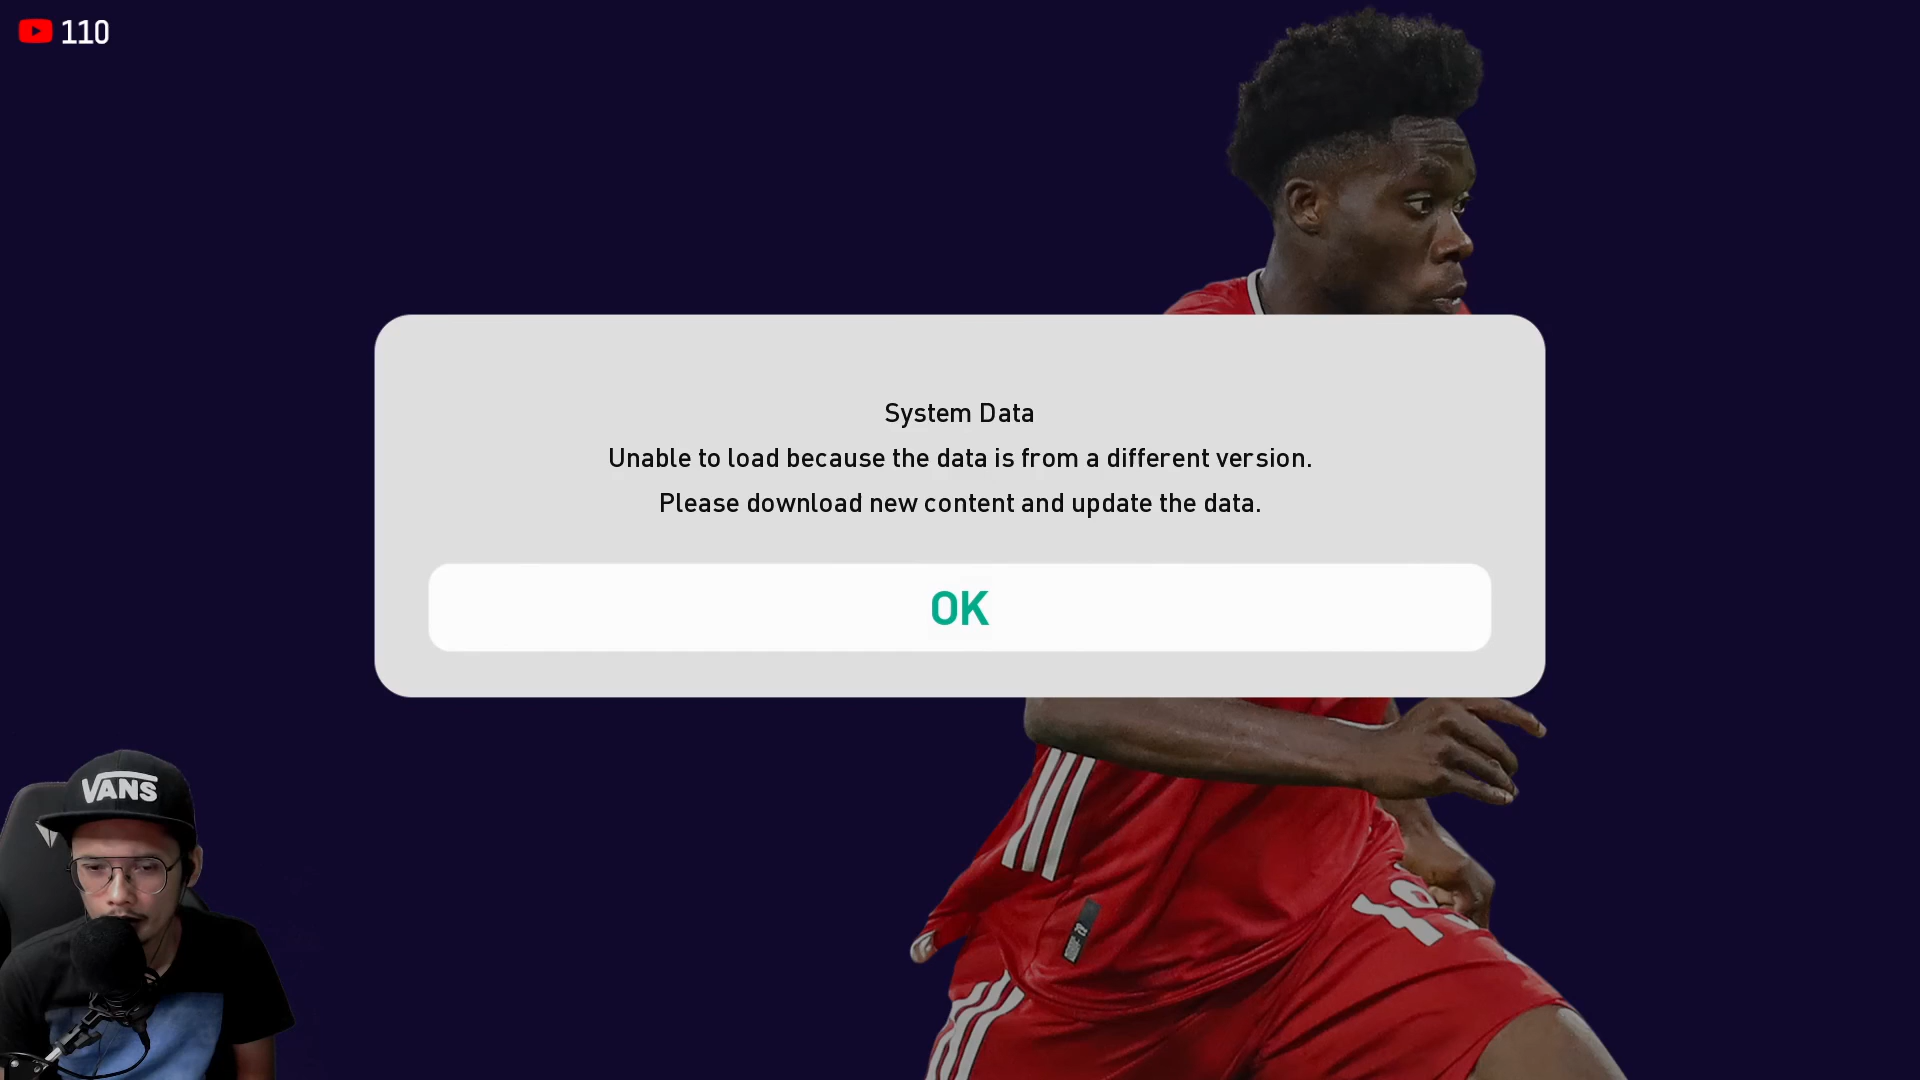 110
System Data
Unable to load because the data is from a different version.
Please download new content and update the data.
OK
VANS
19